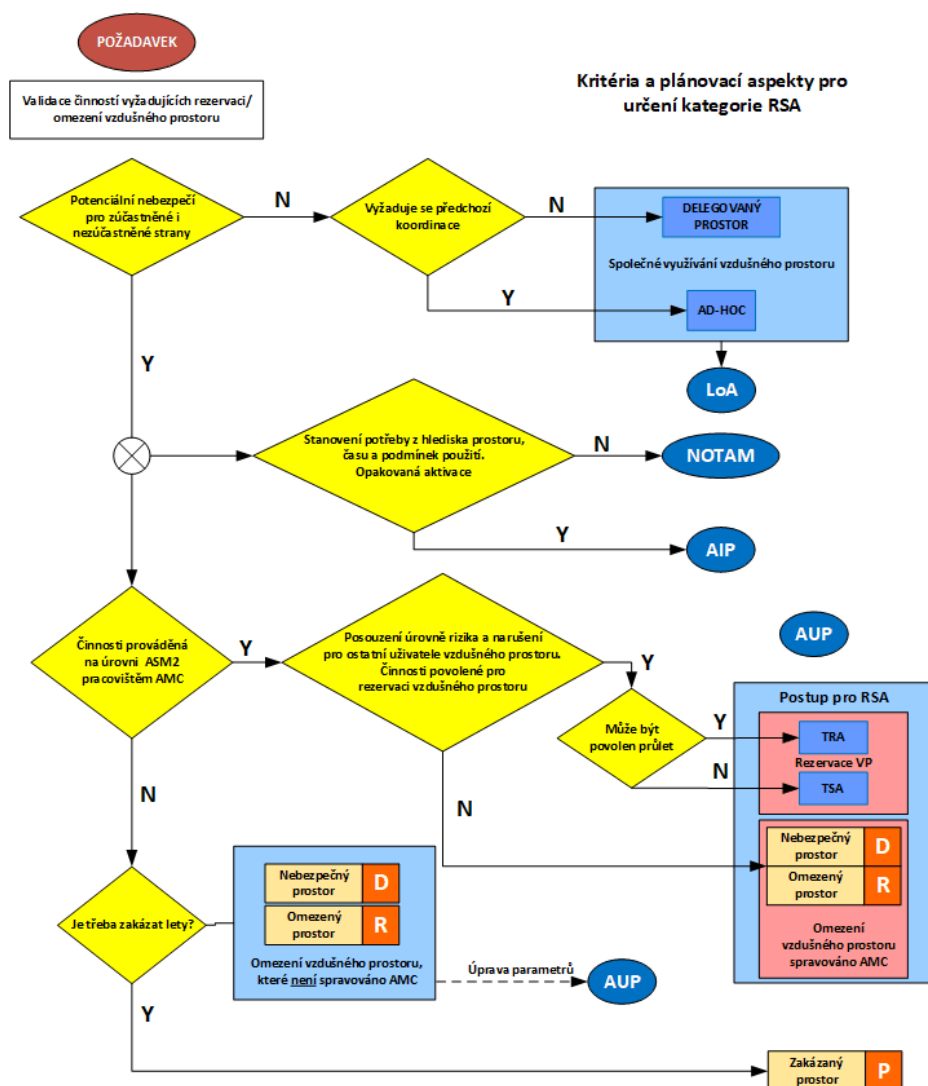 POŽADAVEK
Validace činností vyžadujících rezervaci/
omezení vzdušného prostoru
Kritéria a plánovací aspekty pro
určení kategorie RSA
Potenciální nebezpečí
pro zúčastněné i
nezúčastněné strany
N
Vyžaduje se předchozí
koordinace
N
DELEGOVANÝ
PROSTOR
Společné využívání vzdušného prostoru
Y
AD-HOC
Y
LoA
Stanovení potřeby z hlediska prostoru,
času a podmínek použití.
Opakovaná aktivace
N
NOTAM
Y
AIP
Činnosti prováděná
na úrovni ASM2
pracovištěm AMC
Y
Posouzení úrovně rizika a narušení
pro ostatní uživatele vzdušného prostoru.
Činnosti povolené pro
rezervaci vzdušného prostoru
Y
AUP
Postup pro RSA
Může být
povolen průlet
Y
TRA
Rezervace VP
N
TSA
N
N
Nebezpečný
prostor
D
Omezený
prostor
R
Omezení
vzdušného prostoru
spravováno AMC
Je třeba zakázat lety?
Nebezpečný
prostor
D
Omezený
prostor
R
Omezení vzdušného prostoru,
které není spravováno AMC
Úprava parametrů
AUP
Y
Zakázaný
prostor
P